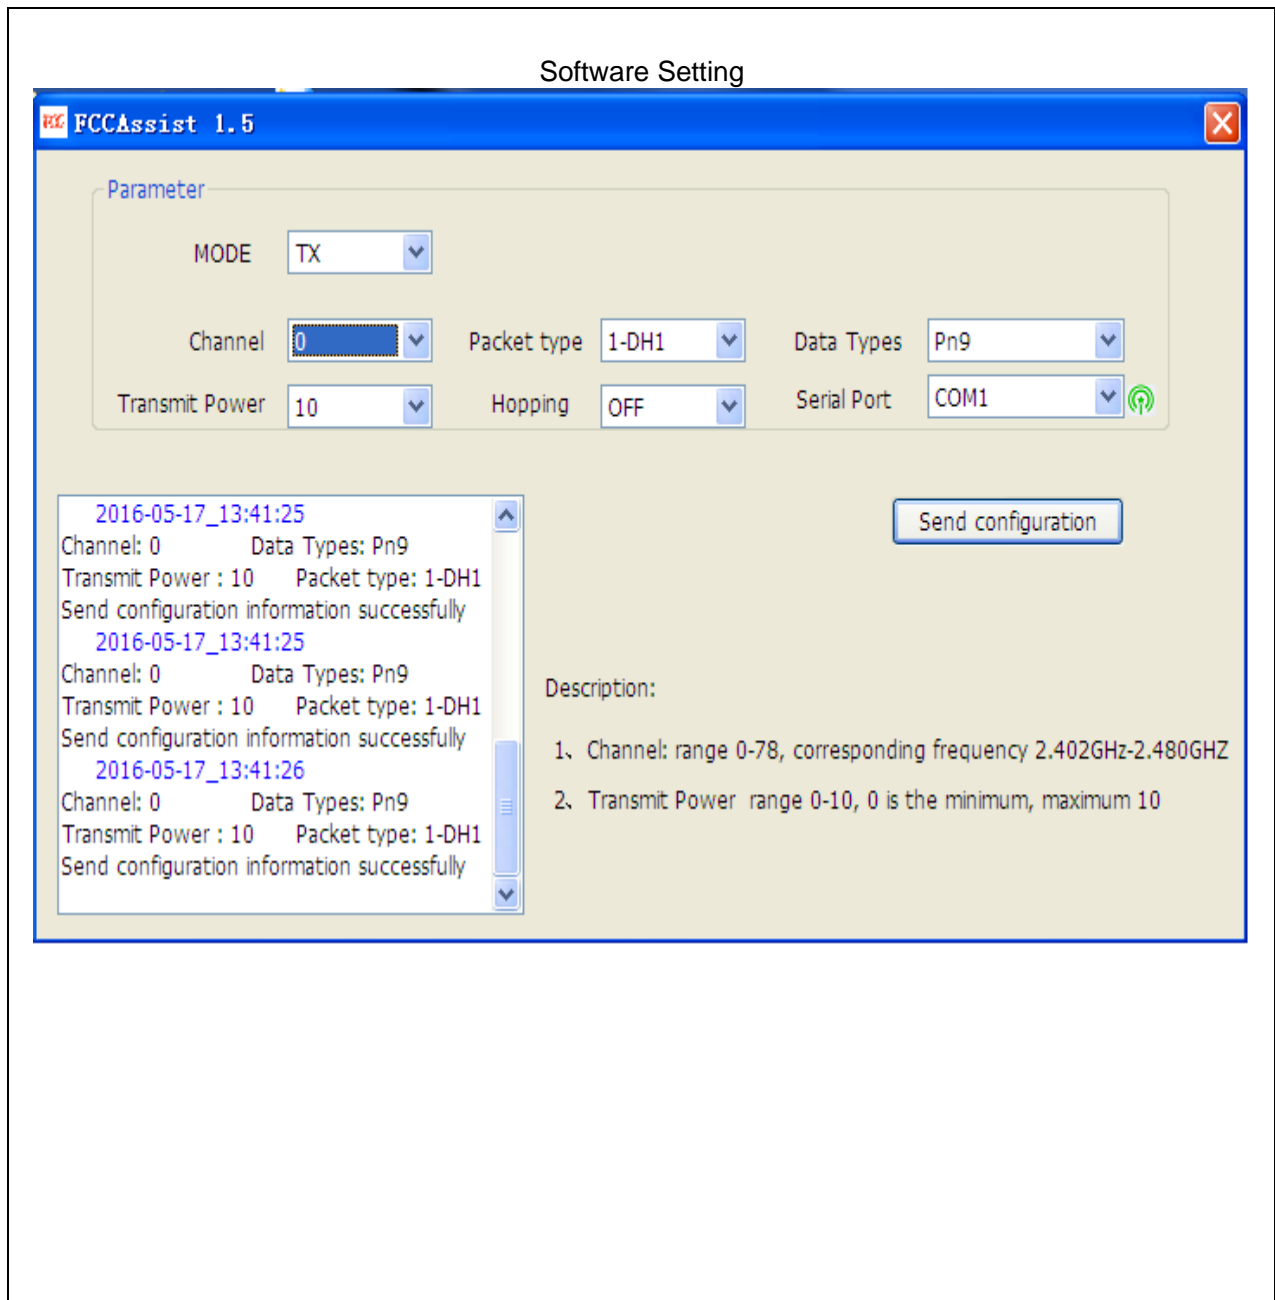 Software Setting
FCCAssist 1.5
Parameter
MODE TX
Channel 0 Packet type 1-DH1 Data Types Pn9
Transmit Power 10 Hopping OFF Serial Port COM1
2016-05-17_13:41:25
Channel: 0 Data Types: Pn9
Transmit Power : 10 Packet type: 1-DH1
Send configuration information successfully
2016-05-17_13:41:25
Channel: 0 Data Types: Pn9
Transmit Power : 10 Packet type: 1-DH1
Send configuration information successfully
2016-05-17_13:41:26
Channel: 0 Data Types: Pn9
Transmit Power : 10 Packet type: 1-DH1
Send configuration information successfully
Send configuration
Description:
1、Channel: range 0-78, corresponding frequency 2.402GHz-2.480GHZ
2、Transmit Power range 0-10, 0 is the minimum, maximum 10